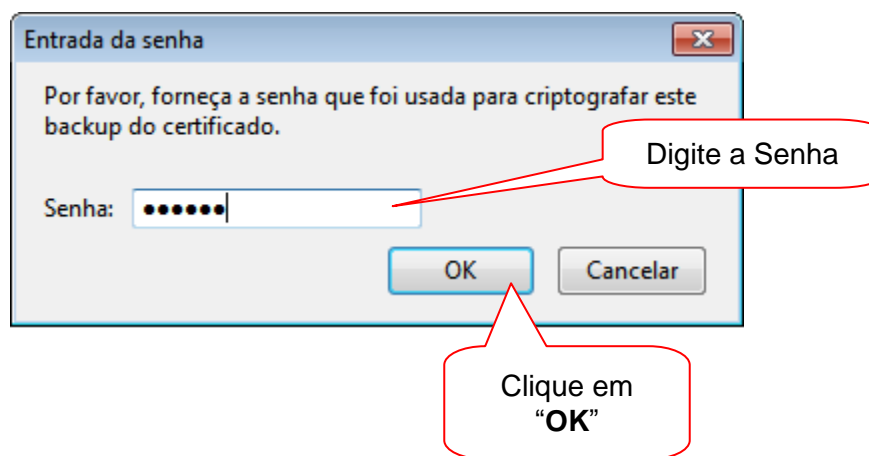 Entrada da senha
Por favor, forneça a senha que foi usada para criptografar este
backup do certificado.
Digite a Senha
Senha: ••••••
OK Cancelar
Clique em
“OK”